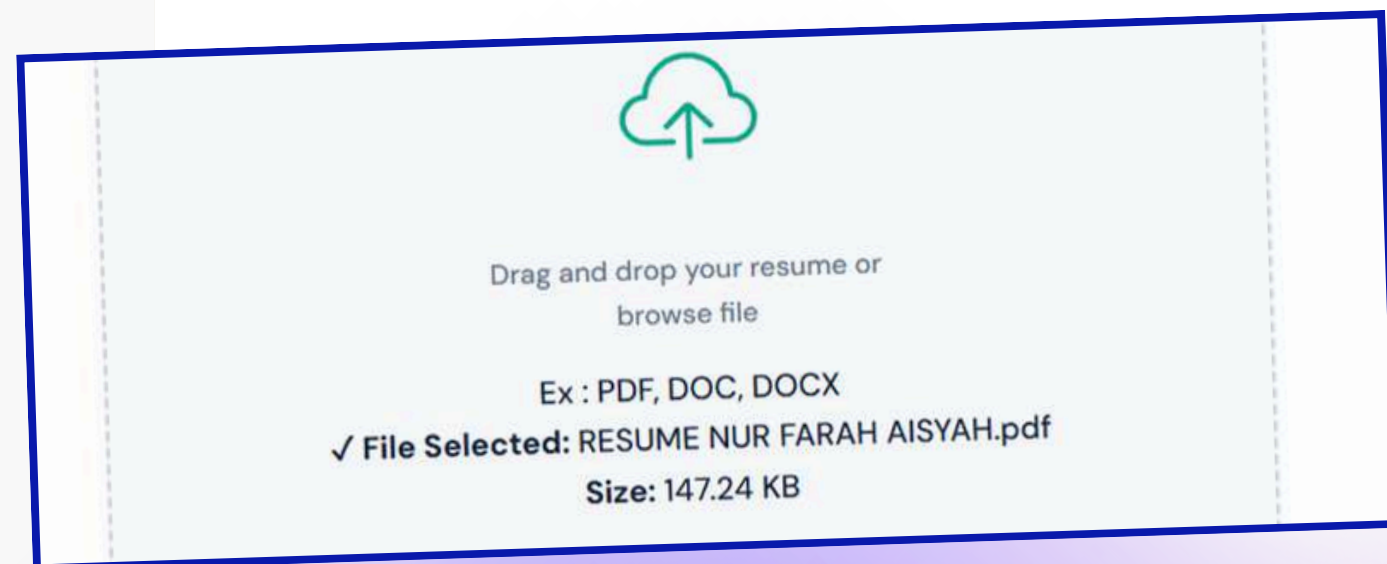 Drag and drop your resume or
browse file
Ex : PDF, DOC, DOCX
✓ File Selected: RESUME NUR FARAH AISYAH.pdf
Size: 147.24 KB